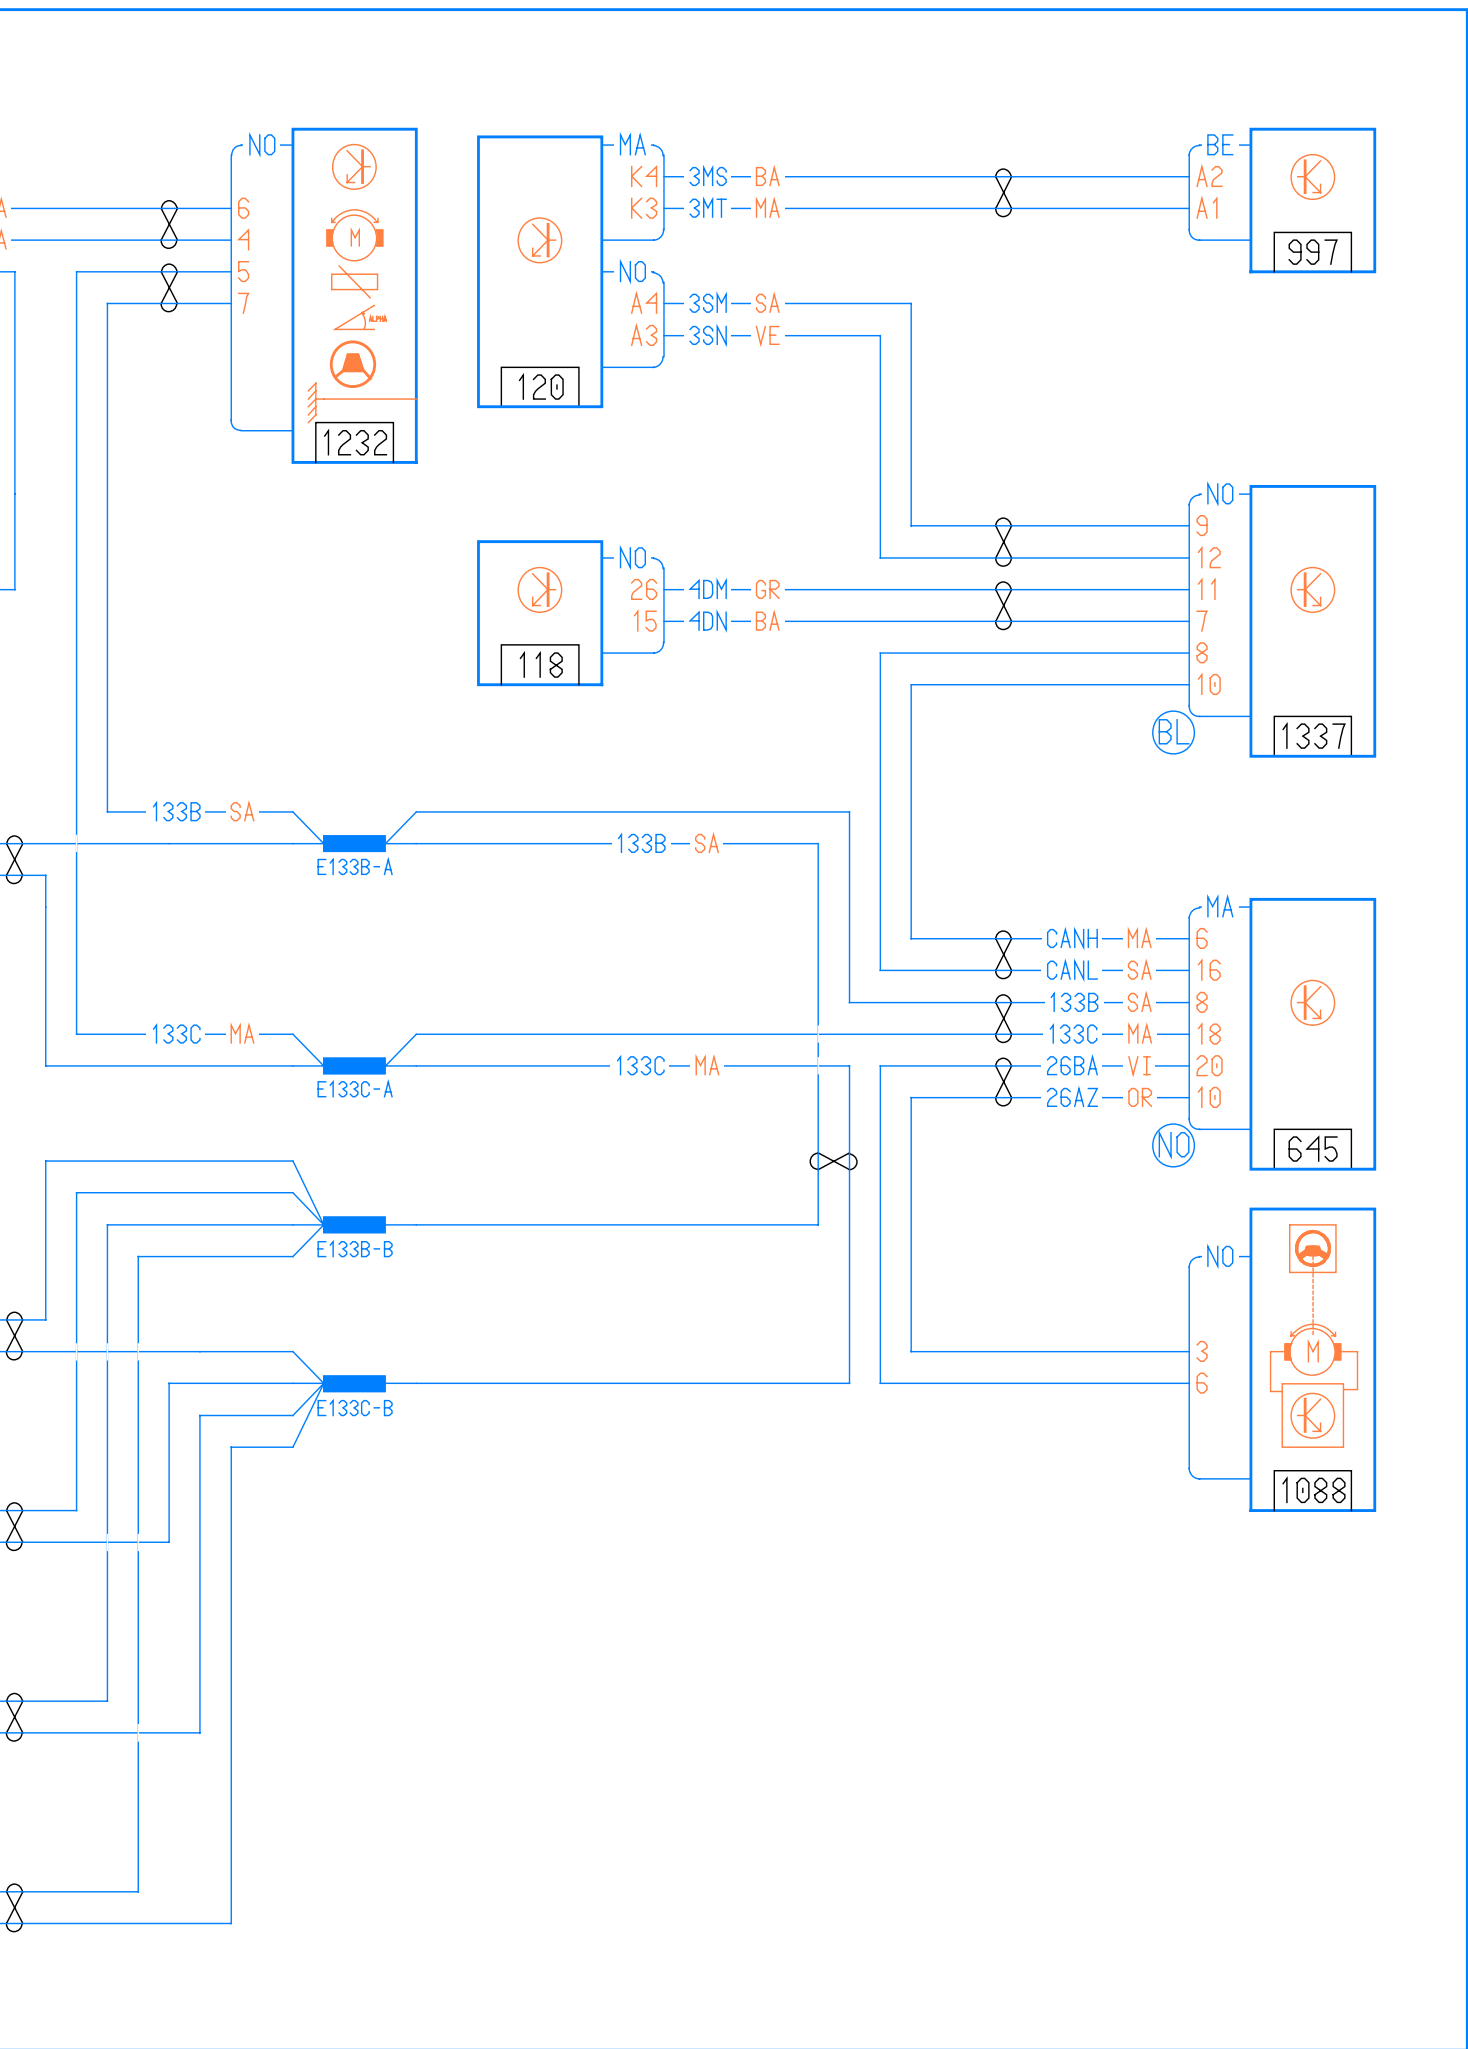 NO
MA
BE
K4 3MS BA A2
A 6 K3 3MT MA A1
A 4
997
5 NO
ALPHA
7 A4 3SM SA
A3 3SN VE
120
1232
NO
9
NO 12
26 4DM GR 11
15 4DN BA 7
8
118
10
BL
1337
133B SA
133B SA
E133B-A
MA
CANH MA 6
CANL SA 16
133B SA 8
133C MA 133C MA 18
133C MA 26BA VI 20
E133C-A 26AZ OR 10
NO
645
E133B-B NO
M
3
6
E133C-B
1088
M